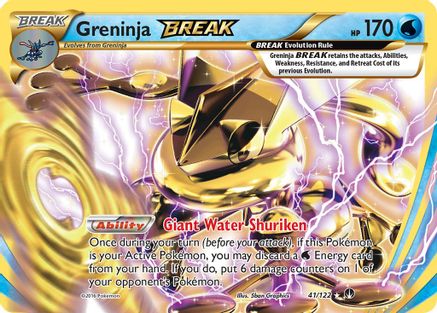 BREAK
Greninja BREAK
HP 170
Evolves from Greninja
BREAK Evolution Rule
Greninja BREAK retains the attacks, Abilities,
Weakness, Resistance, and Retreat Cost of its
previous Evolution.
Ability Giant Water Shuriken
Once during your turn (before your attack), if this Pokémon
is your Active Pokémon, you may discard a Energy card
from your hand. If you do, put 6 damage counters on 1 of
your opponent's Pokémon.
©2016 Pokémon
Illus. 5ban Graphics
41/122